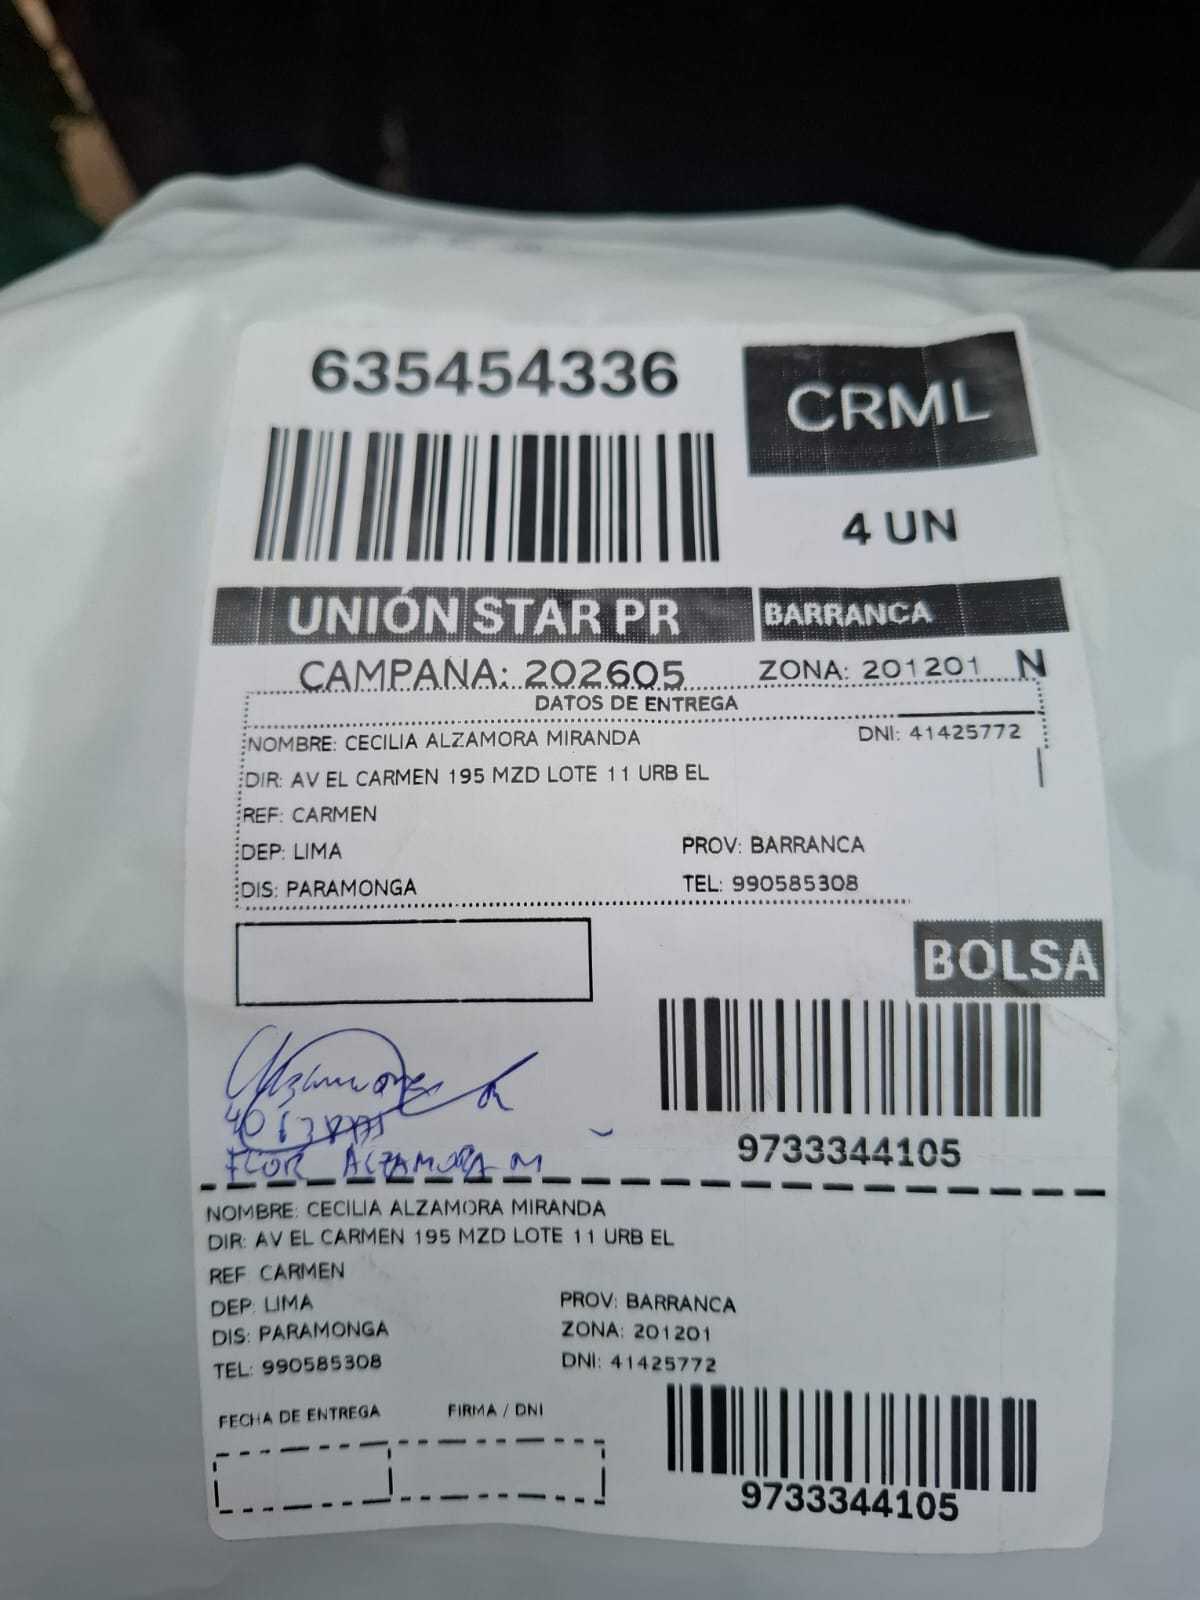 635454336
CRML
4 UN
UNIÓN STAR PR
BARRANCA
CAMPAÑA: 202605
ZONA: 201201 N
DATOS DE ENTREGA
NOMBRE: CECILIA ALZAMORA MIRANDA
DNI: 41425772
DIR: AV EL CARMEN 195 MZD LOTE 11 URB EL
REF: CARMEN
DEP: LIMA
PROV: BARRANCA
DIS: PARAMONGA
TEL: 990585308
BOLSA
9733344105
FLOR ALZAMORA M
NOMBRE: CECILIA ALZAMORA MIRANDA
DIR: AV EL CARMEN 195 MZD LOTE 11 URB EL
REF CARMEN
DEP: LIMA
PROV: BARRANCA
DIS: PARAMONGA
ZONA: 201201
TEL: 990585308
DNI: 41425772
FECHA DE ENTREGA
FIRMA / DNI
9733344105